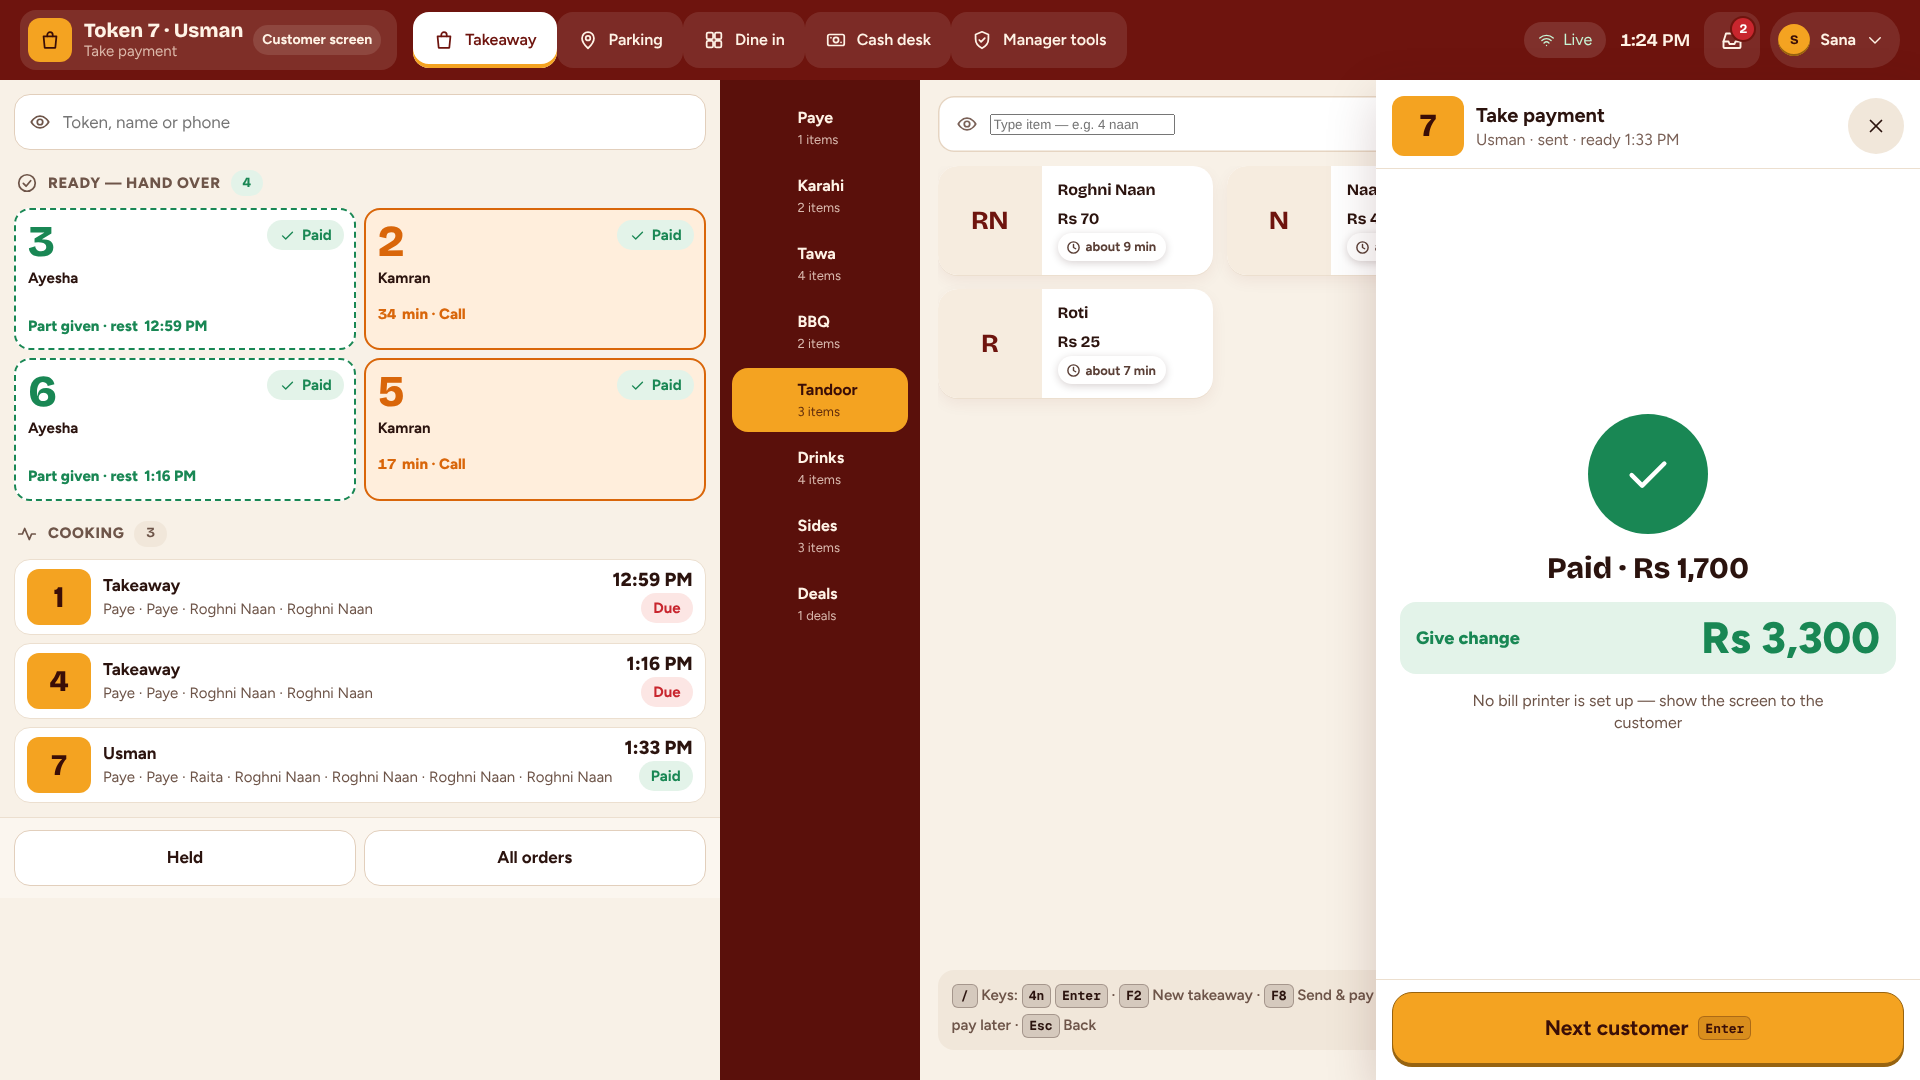 Token 7 · Usman
Take payment
Customer screen
Takeaway
Parking
Dine in
Cash desk
Manager tools
Live
1:24 PM
2
S
Sana
Token, name or phone
READY — HAND OVER 4
3
Paid
Ayesha
Part given · rest 12:59 PM
2
Paid
Kamran
34 min · Call
6
Paid
Ayesha
Part given · rest 1:16 PM
5
Paid
Kamran
17 min · Call
COOKING 3
1
Takeaway
Paye · Paye · Roghni Naan · Roghni Naan
12:59 PM
Due
4
Takeaway
Paye · Paye · Roghni Naan · Roghni Naan
1:16 PM
Due
7
Usman
Paye · Paye · Raita · Roghni Naan · Roghni Naan · Roghni Naan · Roghni Naan
1:33 PM
Paid
Held
All orders
Paye
1 items
Karahi
2 items
Tawa
4 items
BBQ
2 items
Tandoor
3 items
Drinks
4 items
Sides
3 items
Deals
1 deals
Type item — e.g. 4 naan
RN
Roghni Naan
Rs 70
about 9 min
N
Naa
Rs 4
R
Roti
Rs 25
about 7 min
/ Keys: 4n Enter · F2 New takeaway · F8 Send & pay
pay later · Esc Back
7
Take payment
Usman · sent · ready 1:33 PM
Paid · Rs 1,700
Give change
Rs 3,300
No bill printer is set up — show the screen to the
customer
Next customer Enter